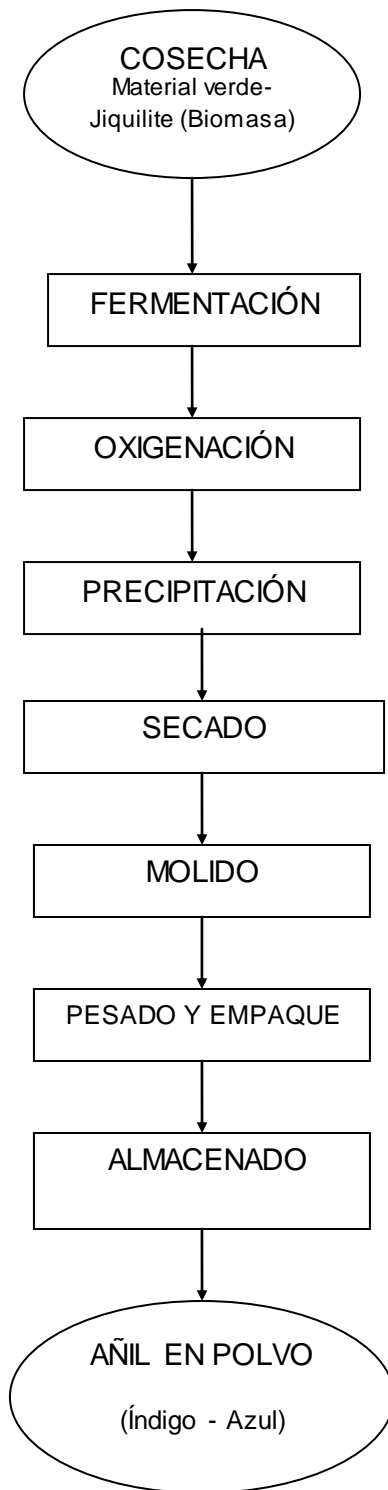 COSECHA
Material verde-
Jiquilite (Biomasa)
FERMENTACIÓN
OXIGENACIÓN
PRECIPITACIÓN
SECADO
MOLIDO
PESADO Y EMPAQUE
ALMACENADO
AÑIL EN POLVO
(Índigo - Azul)